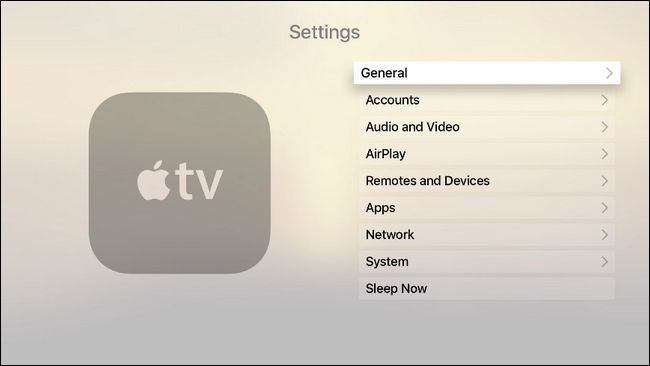 Settings
tv
General
Accounts
Audio and Video
AirPlay
Remotes and Devices
Apps
Network
System
Sleep Now